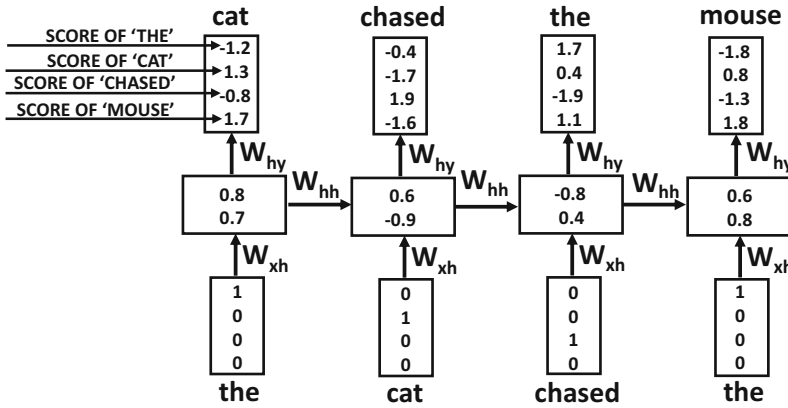 cat chased the mouse
SCORE OF 'THE' -1.2 -0.4 1.7 -1.8
SCORE OF 'CAT' 1.3 -1.7 0.4 0.8
SCORE OF 'CHASED' -0.8 1.9 -1.9 -1.3
SCORE OF 'MOUSE' 1.7 -1.6 1.1 1.8
Why Why Why Why
Whh Whh Whh
0.8 0.6 -0.8 0.6
0.7 -0.9 0.4 0.8
Wxh Wxh Wxh Wxh
1 0 0 1
0 1 0 0
0 0 1 0
0 0 0 0
the cat chased the